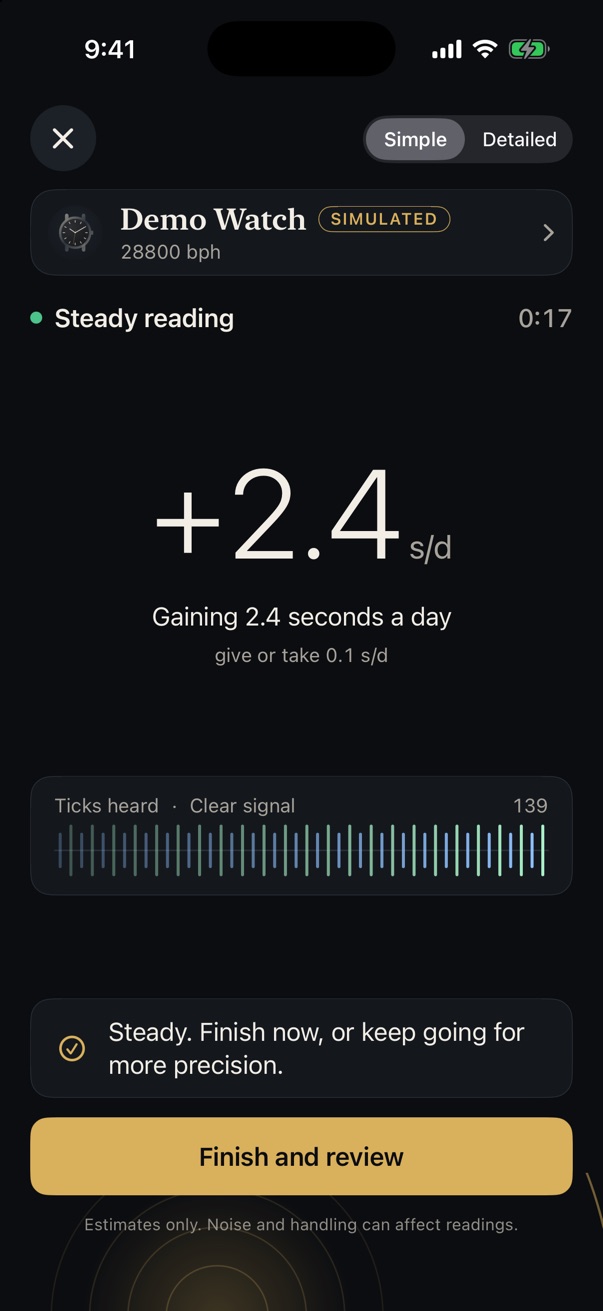 9:41
Simple Detailed
Demo Watch SIMULATED
28800 bph
Steady reading 0:17
+2.4 s/d
Gaining 2.4 seconds a day
give or take 0.1 s/d
Ticks heard · Clear signal 139
Steady. Finish now, or keep going for
more precision.
Finish and review
Estimates only. Noise and handling can affect readings.